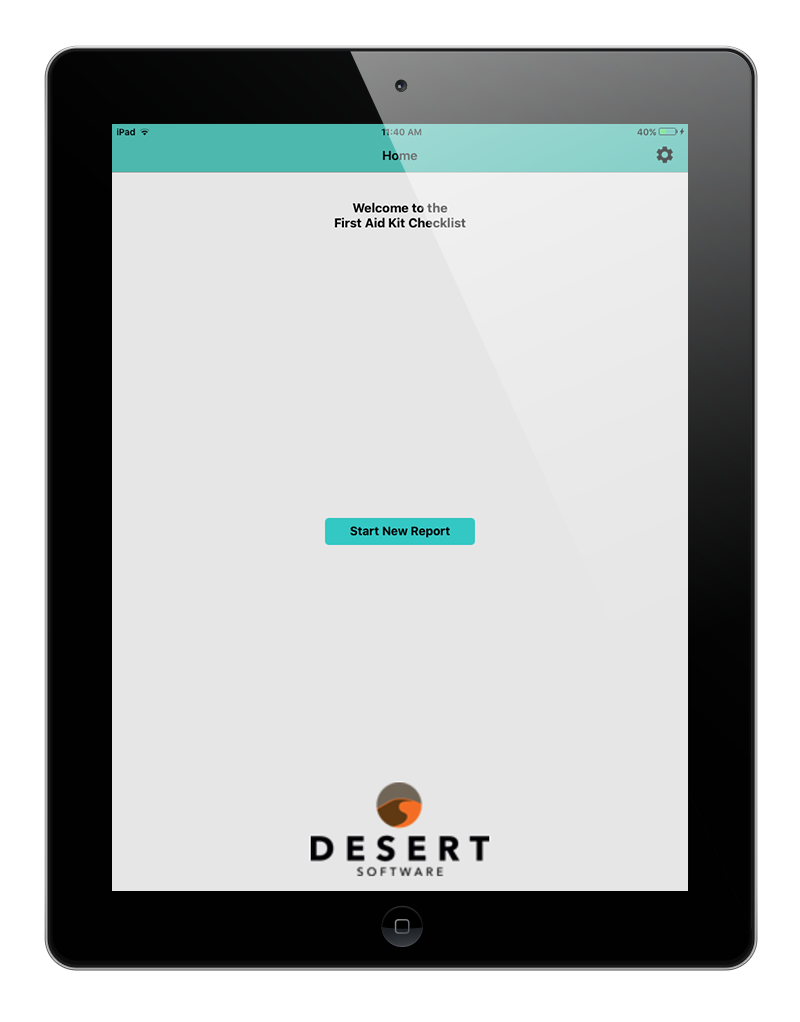 iPad
11:40 AM
40%
Home
Welcome to the
First Aid Kit Checklist
Start New Report
DESERT
SOFTWARE